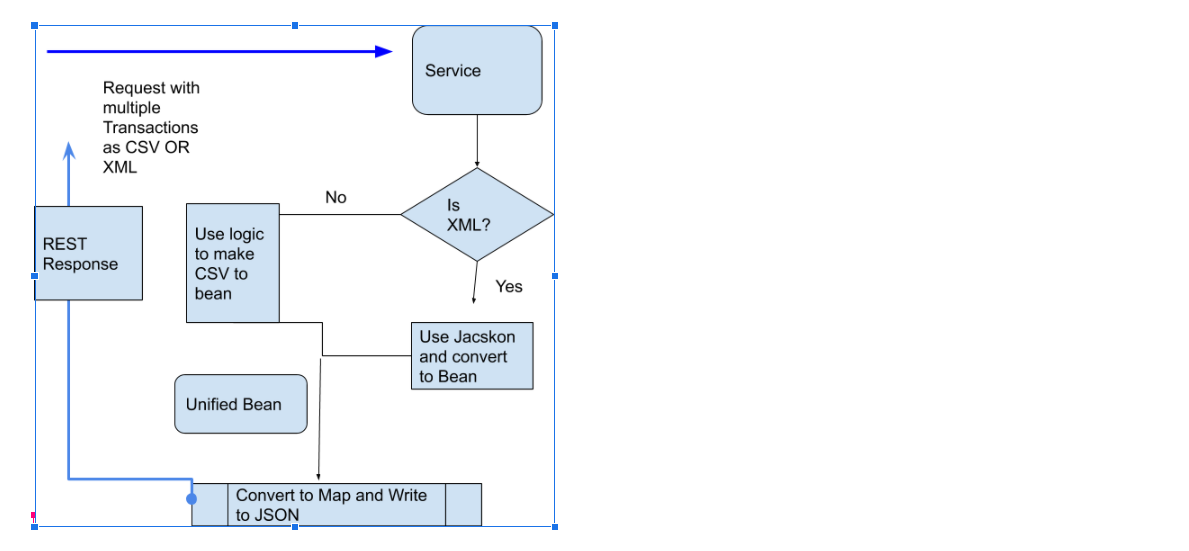 Service
Request with
multiple
Transactions
as CSV OR
XML
No
Is
XML?
Use logic
to make
CSV to
bean
REST
Response
Yes
Use Jacskon
and convert
to Bean
Unified Bean
Convert to Map and Write
to JSON